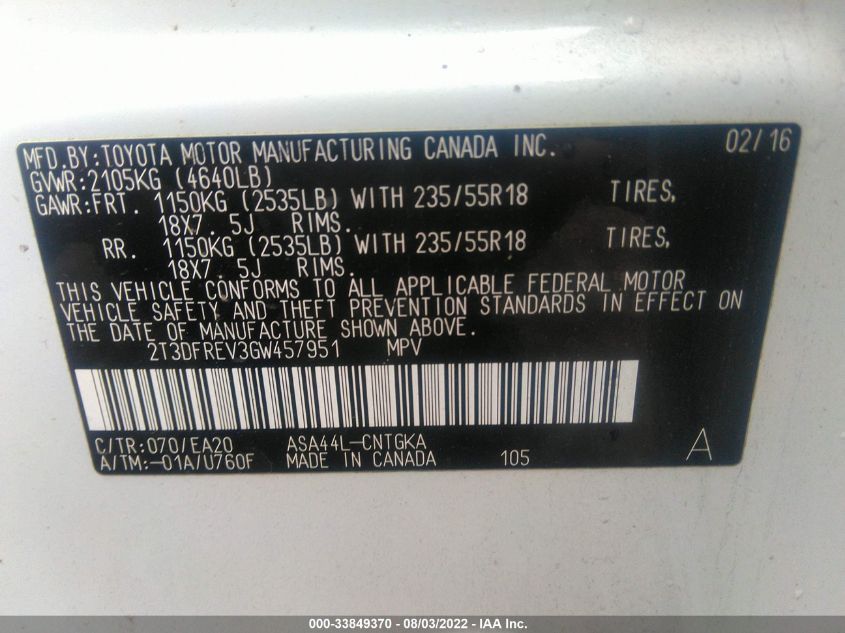 MFD.BY:TOYOTA MOTOR MANUFACTURING CANADA INC. 02/16
GVWR:2105KG (4640LB)
GAWR:FRT. 1150KG (2535LB) WITH 235/55R18 TIRES,
18X7.5J RIMS.
RR. 1150KG (2535LB) WITH 235/55R18 TIRES,
18X7.5J RIMS.
THIS VEHICLE CONFORMS TO ALL APPLICABLE FEDERAL MOTOR
VEHICLE SAFETY AND THEFT PREVENTION STANDARDS IN EFFECT ON
THE DATE OF MANUFACTURE SHOWN ABOVE.
2T3DFREV3GW457951 MPV
C/TR:070/EA20 ASA44L-CNTGKA
A/TM:-01A/U760F MADE IN CANADA 105 A
000-33849370 - 08/03/2022 - IAA Inc.